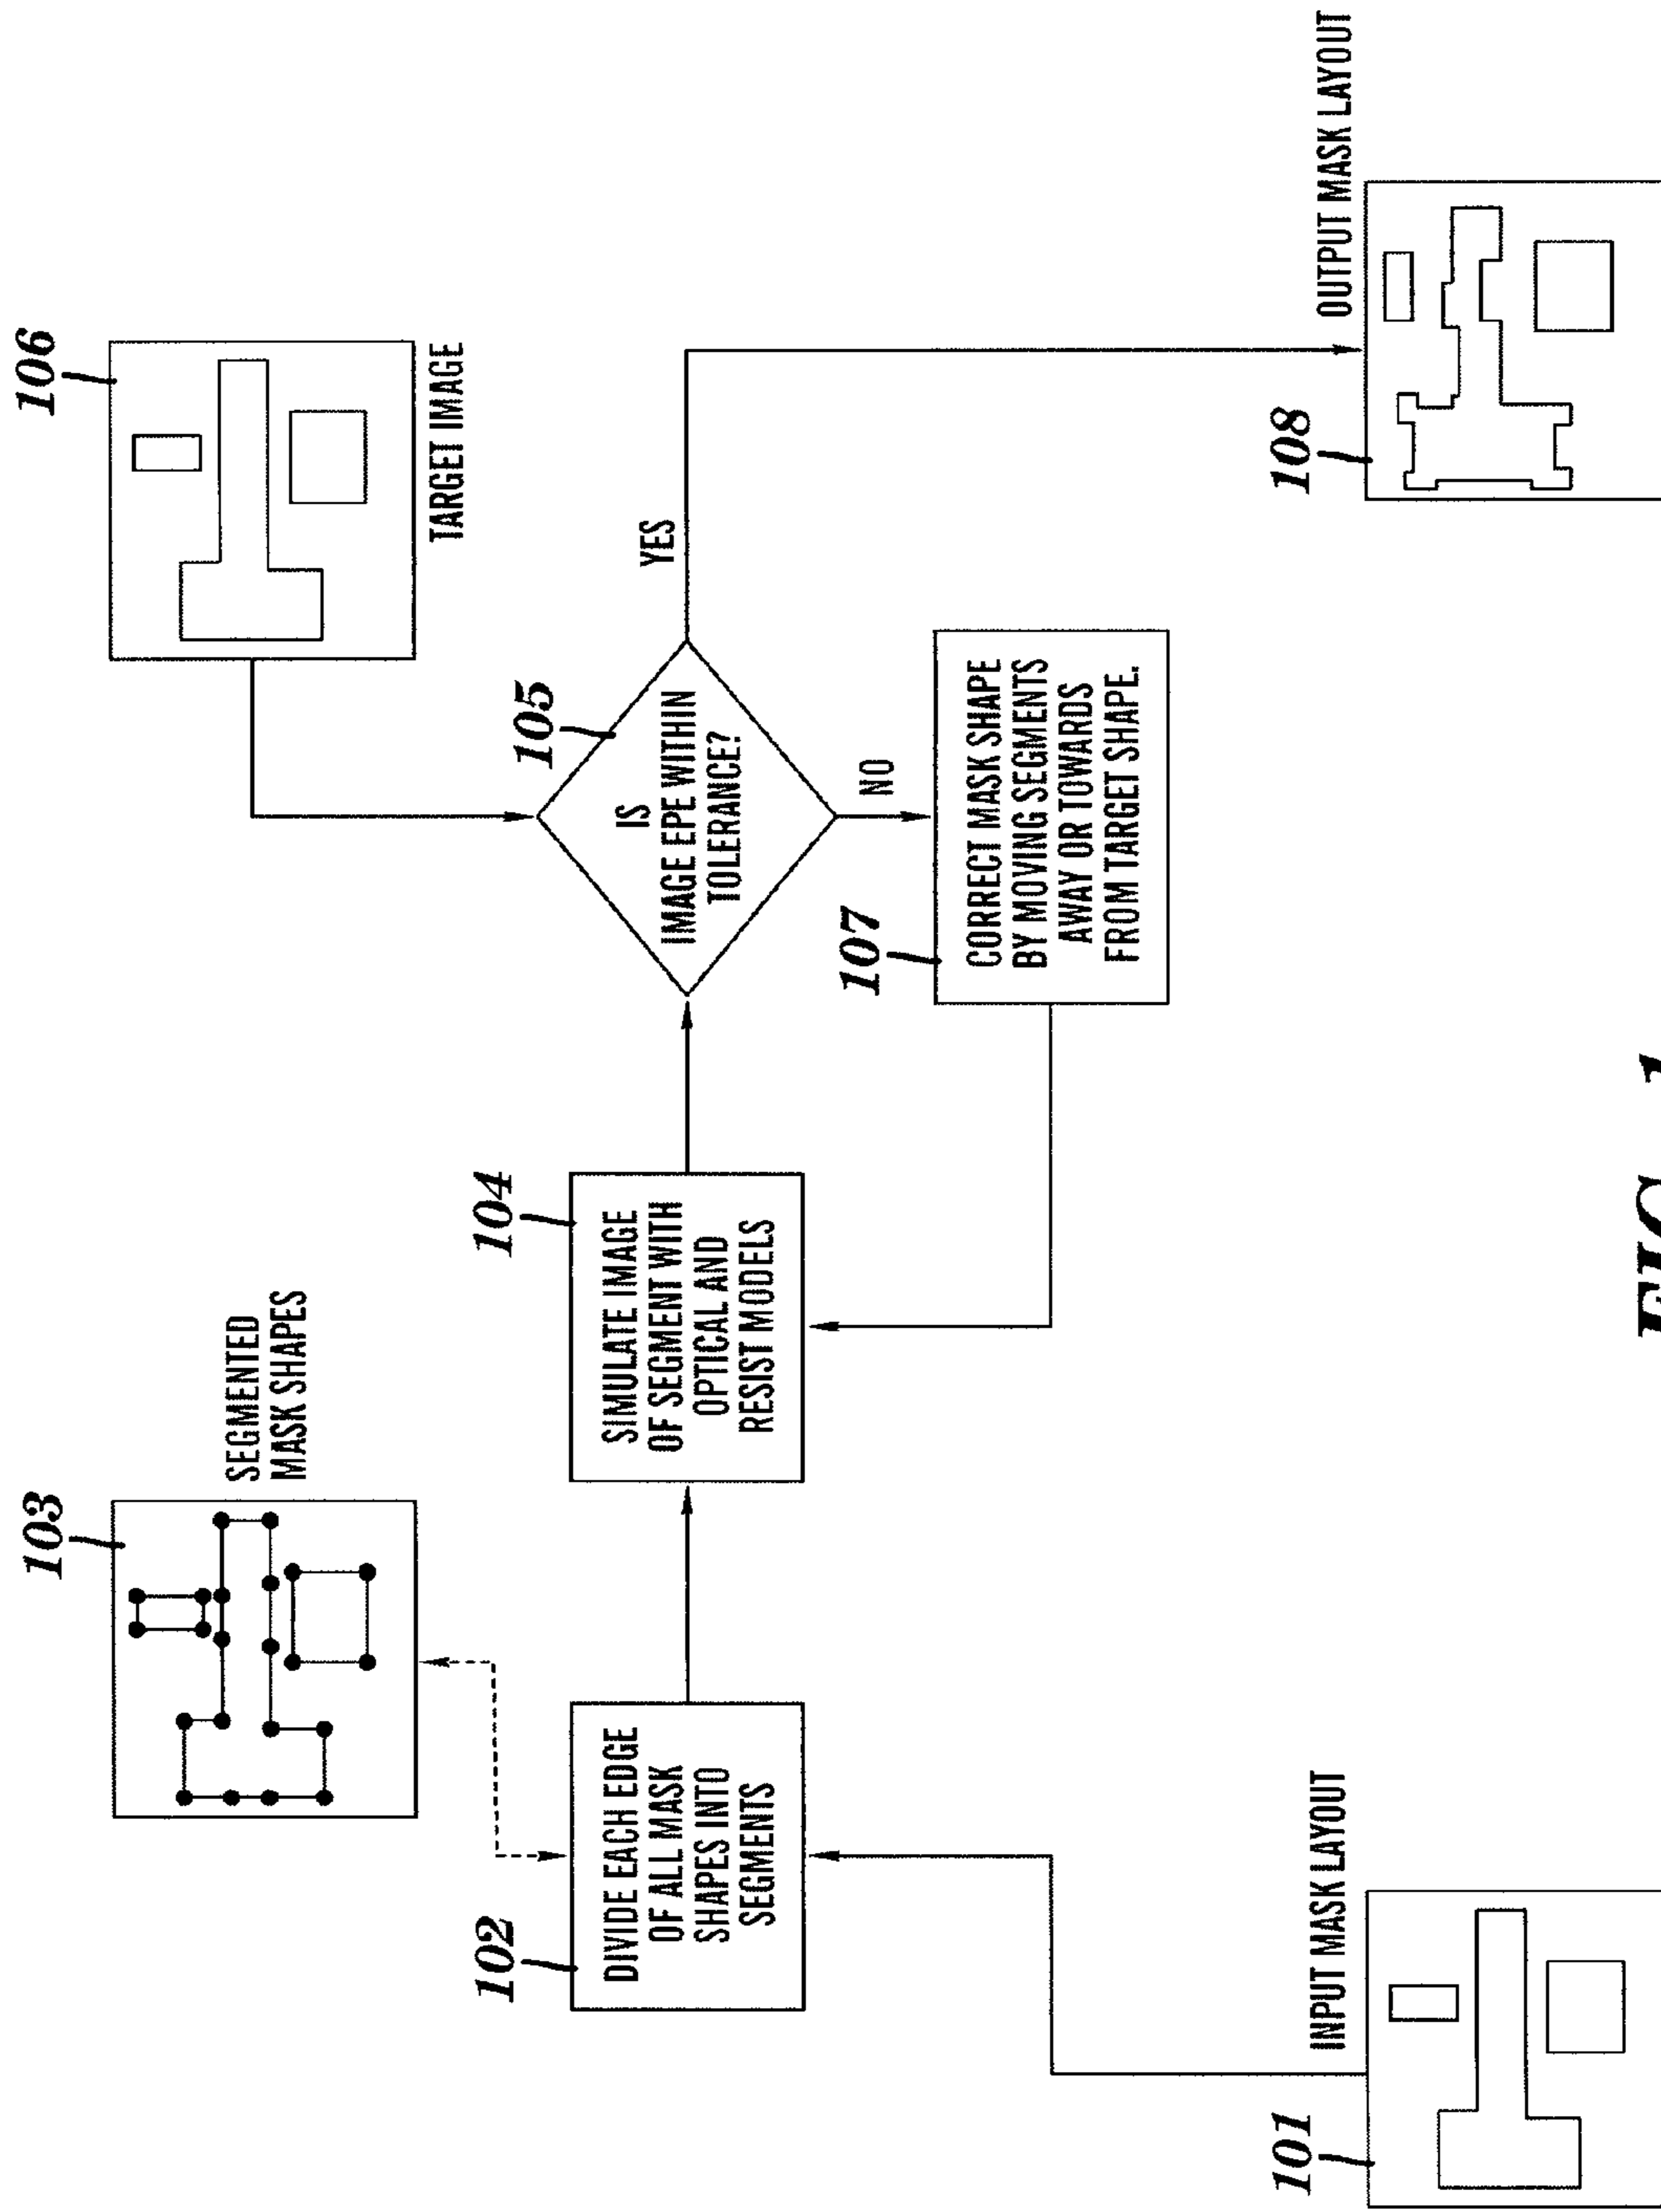 103
SEGMENTED
MASK SHAPES
106
TARGET IMAGE
102
DIVIDE EACH EDGE
OF ALL MASK
SHAPES INTO
SEGMENTS
104
SIMULATE IMAGE
OF SEGMENT WITH
OPTICAL AND
RESIST MODELS
105
IS
IMAGE EPE WITHIN
TOLERANCE?
YES
NO
107
CORRECT MASK SHAPE
BY MOVING SEGMENTS
AWAY OR TOWARDS
FROM TARGET SHAPE.
101
INPUT MASK LAYOUT
108
OUTPUT MASK LAYOUT